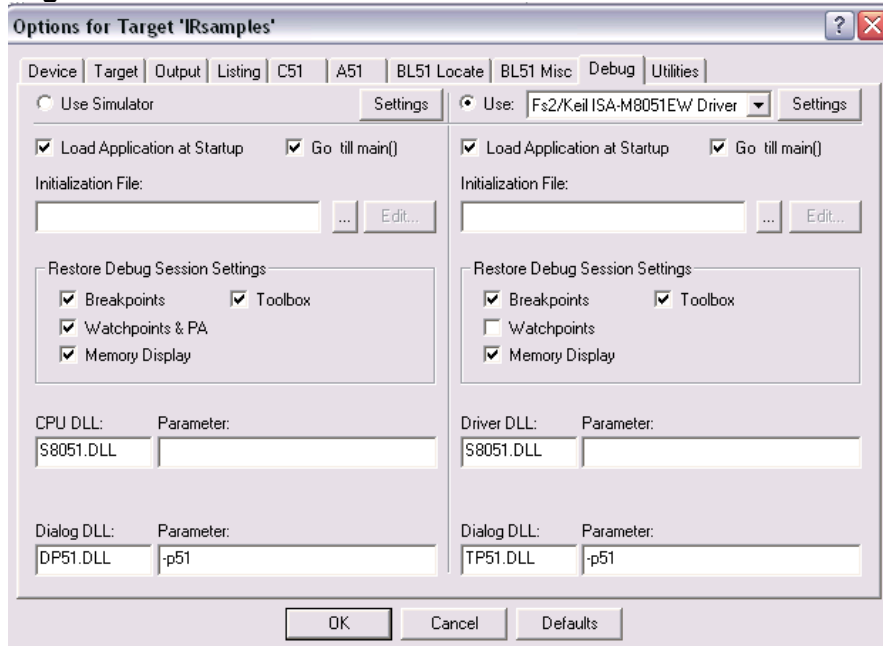 Options for Target 'IRsamples'
Device Target Output Listing C51 A51 BL51 Locate BL51 Misc Debug Utilities
Use Simulator Settings Use: Fs2/Keil ISA-M8051EW Driver Settings
Load Application at Startup Go till main() Load Application at Startup Go till main()
Initialization File: Initialization File:
... Edit... ... Edit...
Restore Debug Session Settings Restore Debug Session Settings
Breakpoints Toolbox Breakpoints Toolbox
Watchpoints & PA Watchpoints
Memory Display Memory Display
CPU DLL: Parameter: Driver DLL: Parameter:
S8051.DLL S8051.DLL
Dialog DLL: Parameter: Dialog DLL: Parameter:
DP51.DLL -p51 TP51.DLL -p51
OK Cancel Defaults